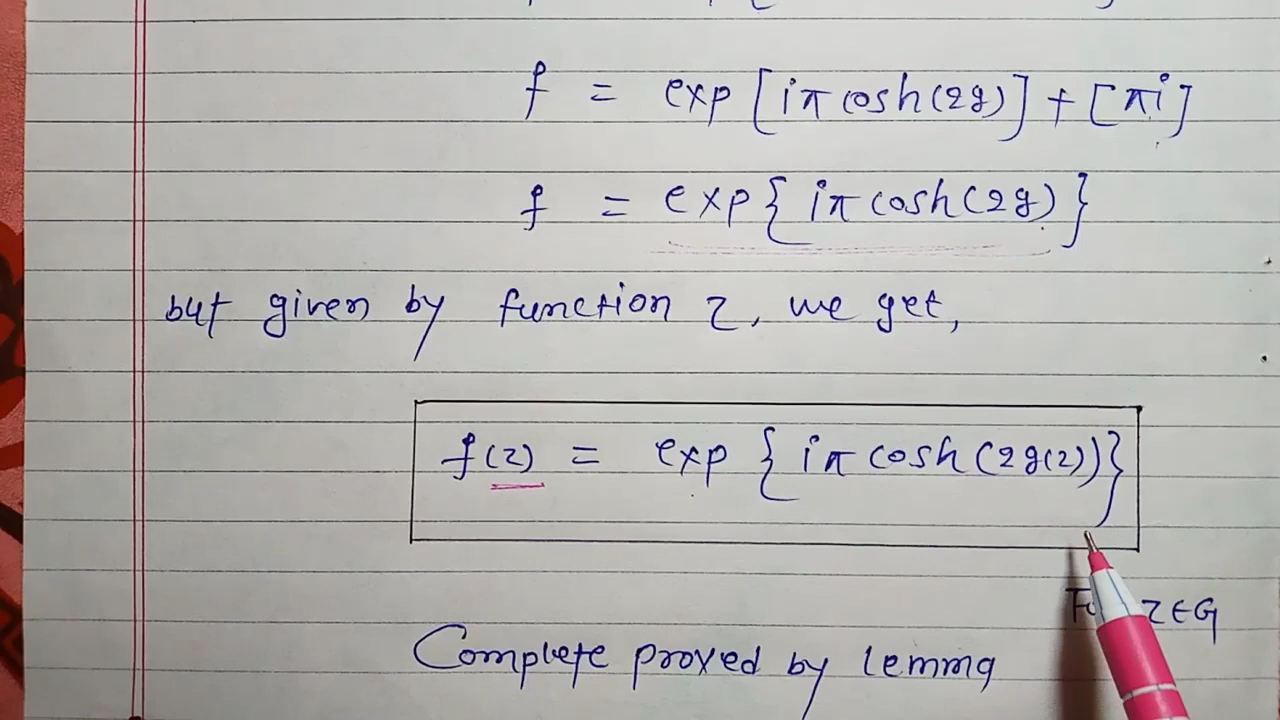 f = exp [iπ cosh(2g)] + [πi]
f = exp{ iπ cosh(2g) }
but given by function z, we get,
f(z) = exp { iπ cosh(2g(z)) }
z∈G
Complete proved by lemma